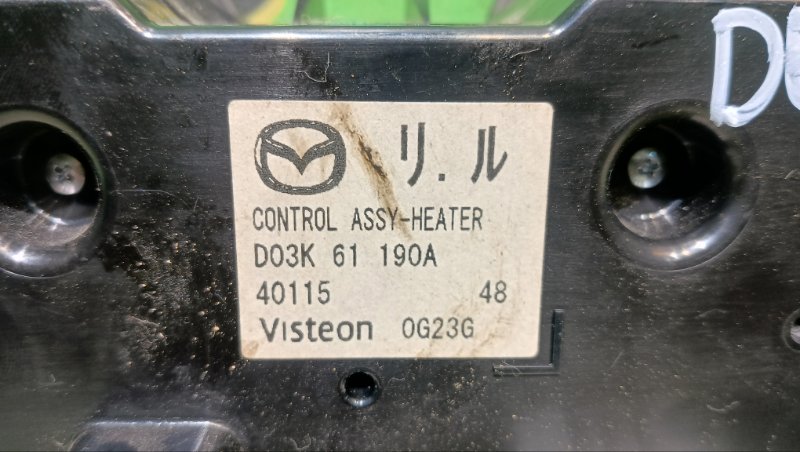 リ.ル
CONTROL ASSY-HEATER
D03K 61 190A
40115 48
Visteon 0G23G